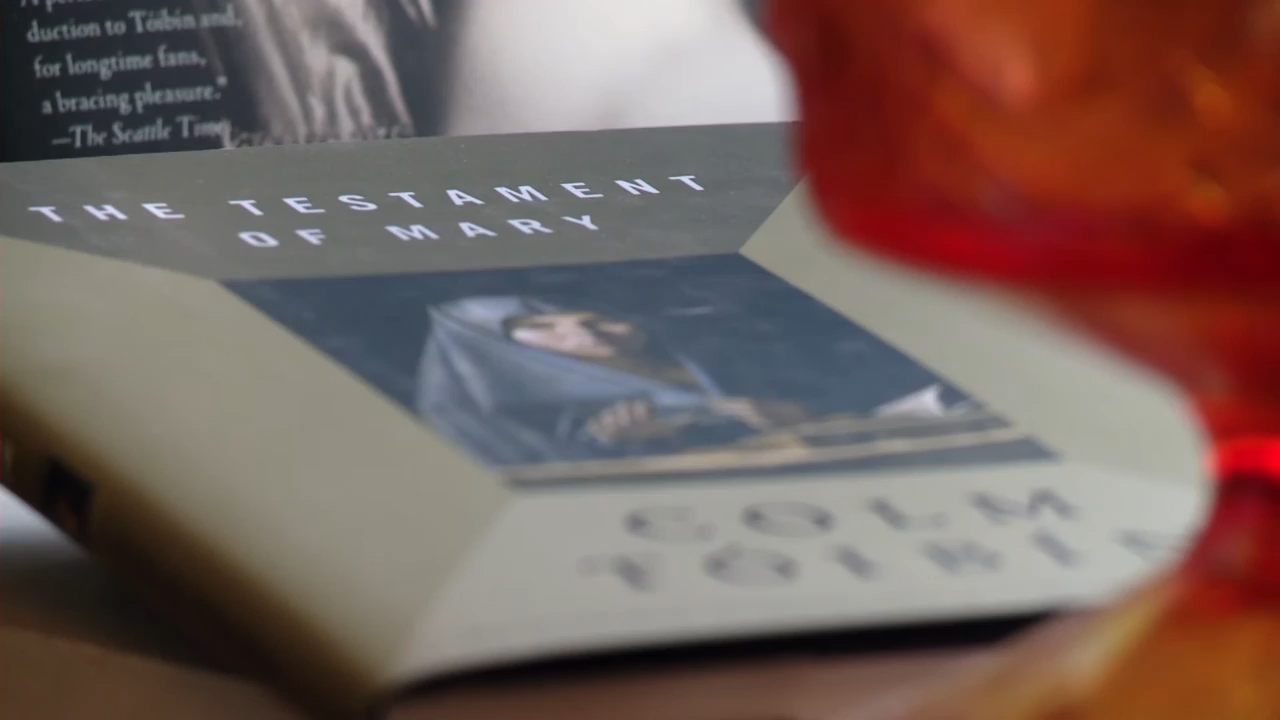 duction to Tóibín and,
for longtime fans,
a bracing pleasure."
—The Seattle Times
THE TESTAMENT
OF MARY
COLM
TÓIBÍN